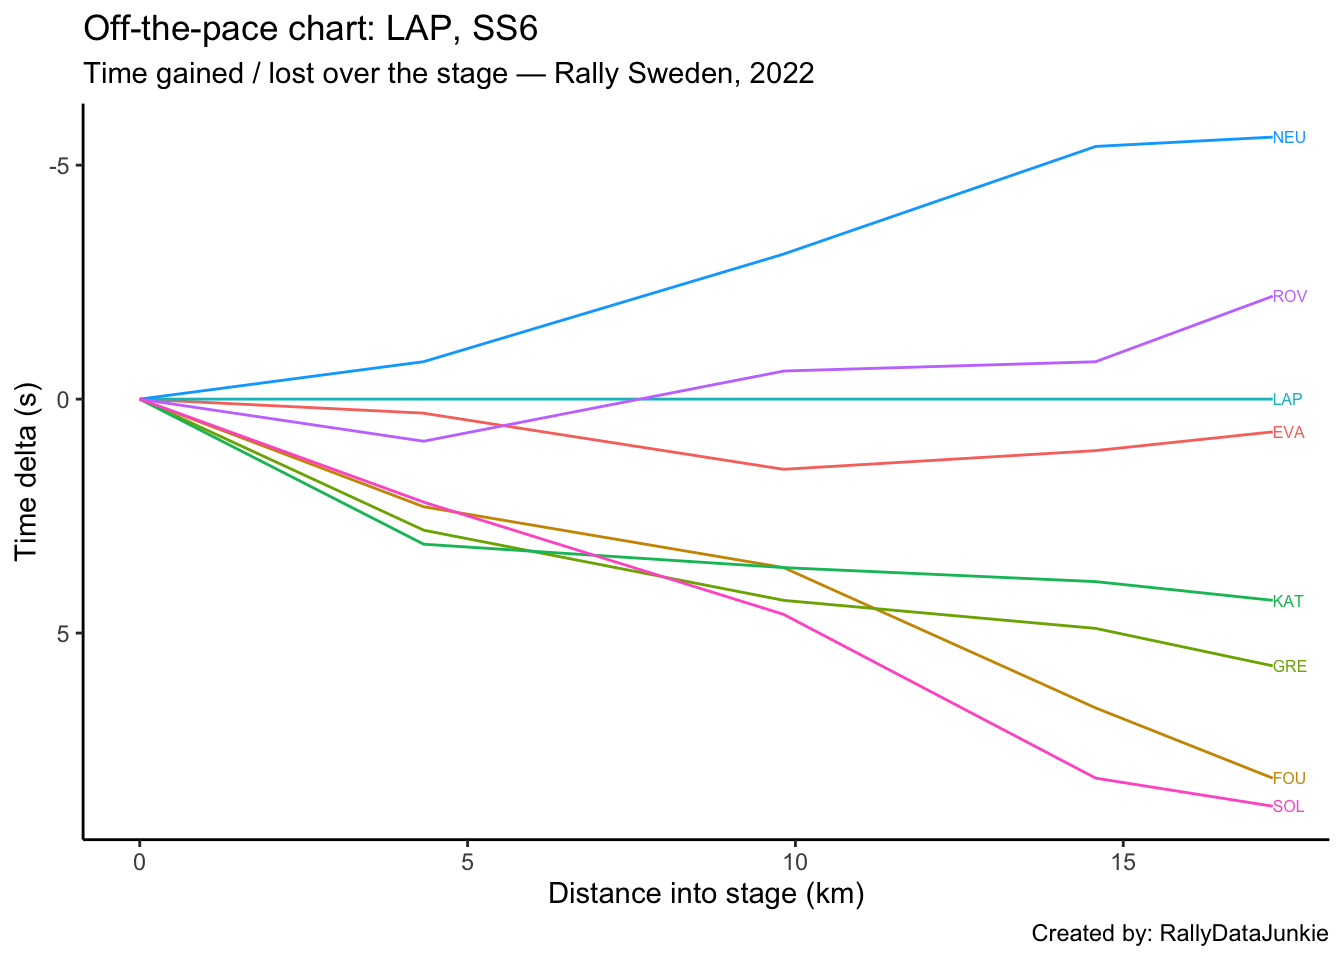 Off-the-pace chart: LAP, SS6
Time gained / lost over the stage — Rally Sweden, 2022
Time delta (s)
-5
0
5
NEU
ROV
LAP
EVA
KAT
GRE
FOU
SOL
0 5 10 15
Distance into stage (km)
Created by: RallyDataJunkie